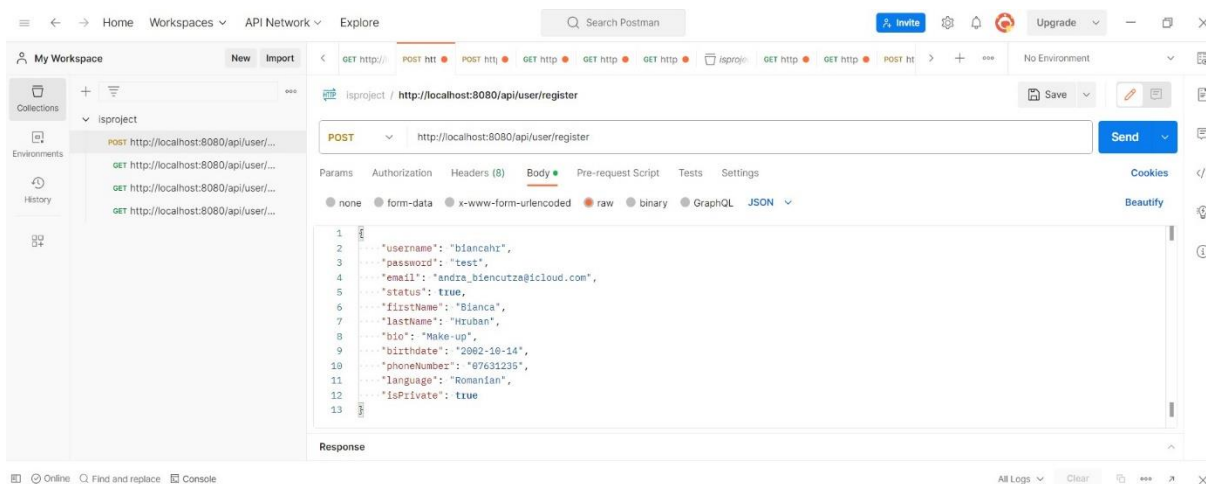 Home Workspaces API Network Explore Search Postman Invite Upgrade
My Workspace New Import GET http:// POST htt POST http GET http GET http GET http isproje GET http GET http POST ht No Environment
Collections
Environments
History
isproject
POST http://localhost:8080/api/user/...
GET http://localhost:8080/api/user/...
GET http://localhost:8080/api/user/...
GET http://localhost:8080/api/user/...
HTTP isproject / http://localhost:8080/api/user/register Save
POST http://localhost:8080/api/user/register Send
Params Authorization Headers (8) Body Pre-request Script Tests Settings Cookies
none form-data x-www-form-urlencoded raw binary GraphQL JSON Beautify
1 {
2 "username": "biancahr",
3 "password": "test",
4 "email": "andra_biencutza@icloud.com",
5 "status": true,
6 "firstName": "Bianca",
7 "lastName": "Hruban",
8 "bio": "Make-up",
9 "birthdate": "2002-10-14",
10 "phoneNumber": "07631235",
11 "language": "Romanian",
12 "isPrivate": true
13 }
Response
Online Find and replace Console All Logs Clear